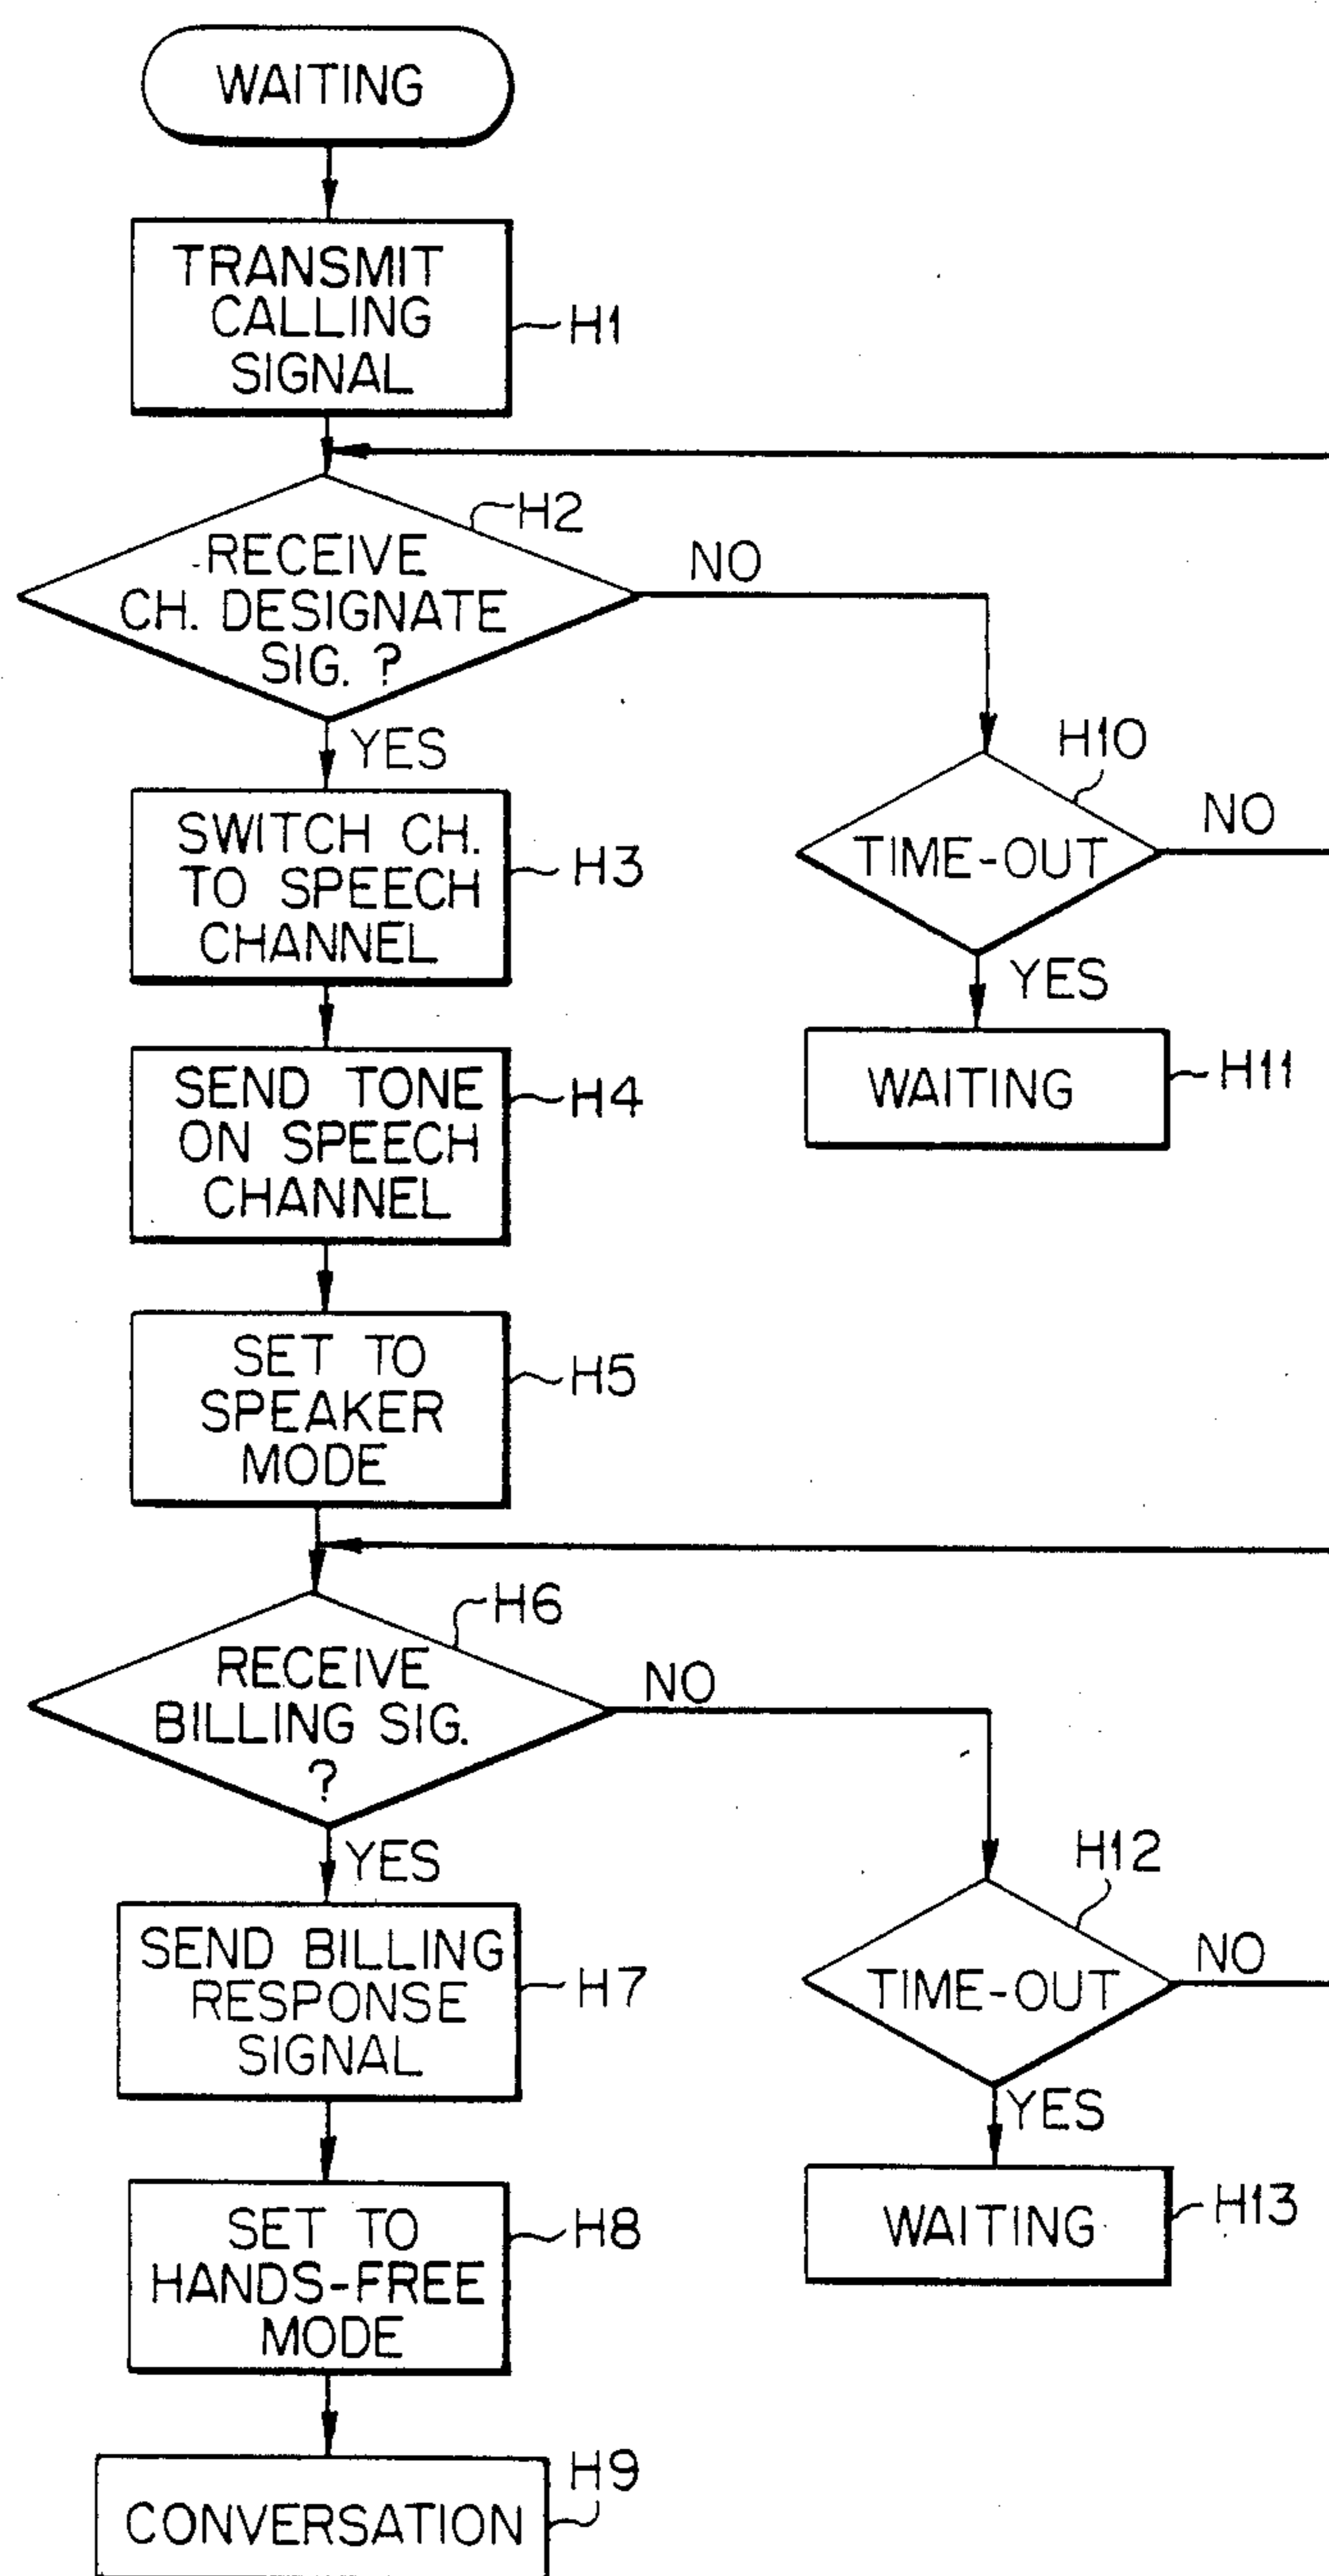 WAITING
TRANSMIT
CALLING
SIGNAL
H1
H2
RECEIVE
CH. DESIGNATE
SIG. ?
NO
YES
H10
TIME-OUT
NO
YES
WAITING
H11
SWITCH CH.
TO SPEECH
CHANNEL
H3
SEND TONE
ON SPEECH
CHANNEL
H4
SET TO
SPEAKER
MODE
H5
H6
RECEIVE
BILLING SIG.
?
NO
YES
H12
TIME-OUT
NO
YES
WAITING
H13
SEND BILLING
RESPONSE
SIGNAL
H7
SET TO
HANDS-FREE
MODE
H8
H9
CONVERSATION